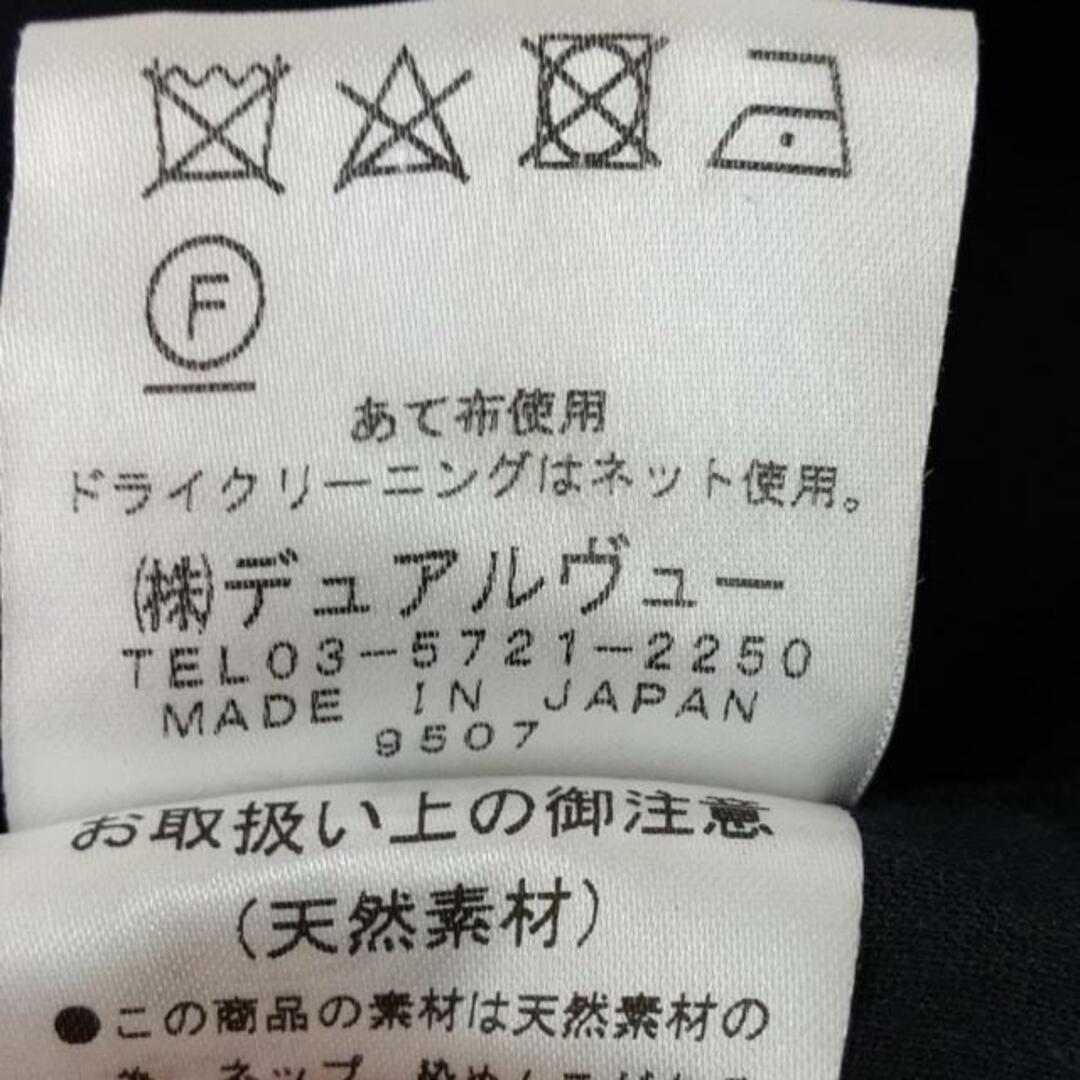 F
あて布使用
ドライクリーニングはネット使用。
㈱デュアルヴュー
TEL03-5721-2250
MADE IN JAPAN
9507
お取扱い上の御注意
(天然素材)
●この商品の素材は天然素材の